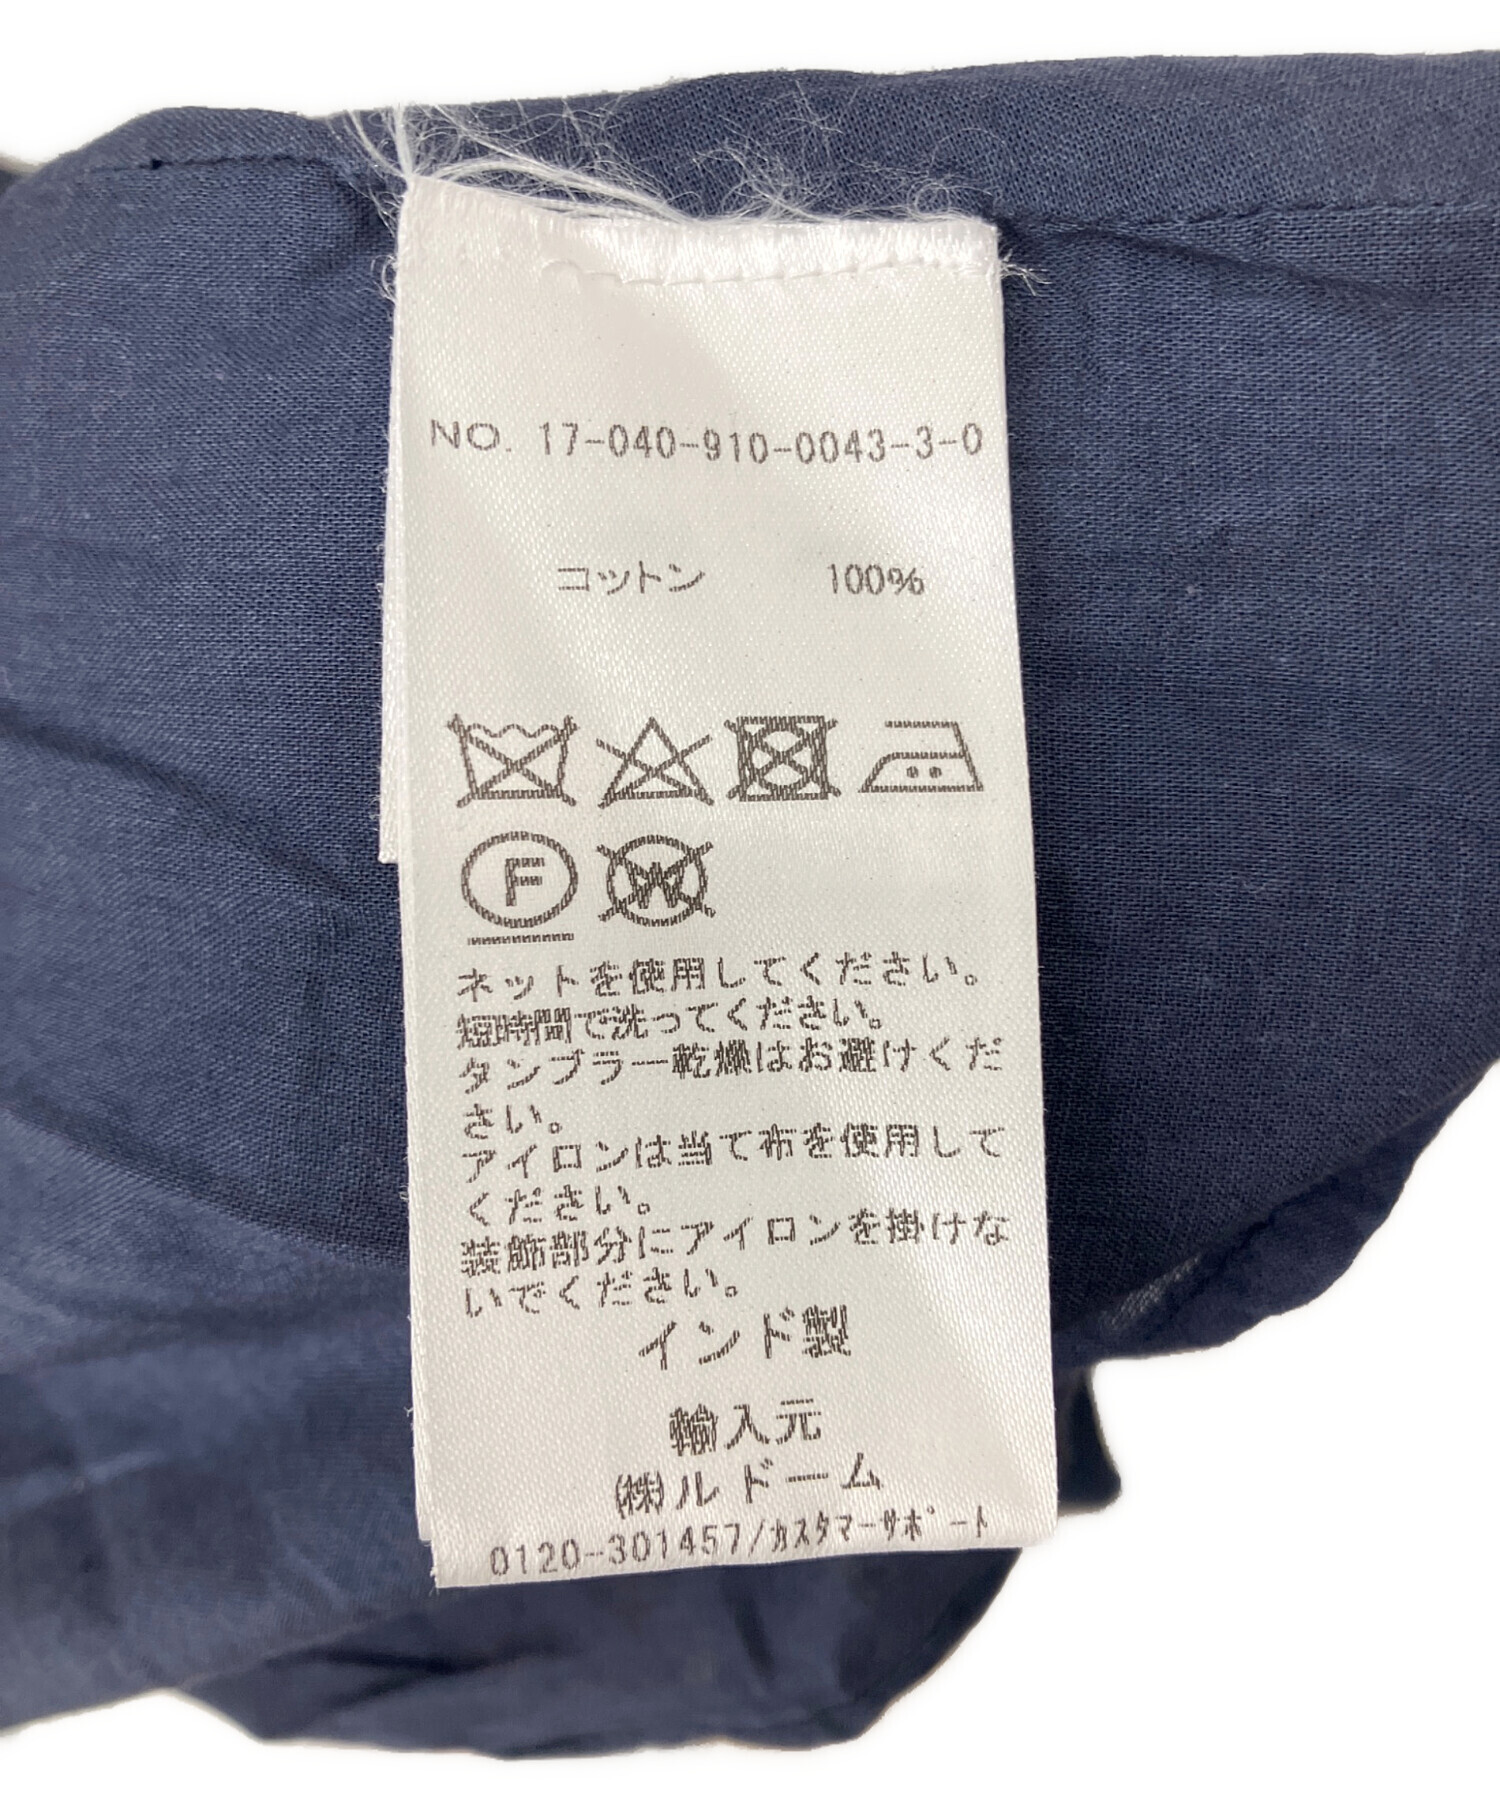 NO. 17-040-910-0043-3-0
コットン 100%
F W
ネットを使用してください。
短時間で洗ってください。
タンブラー乾燥はお避けくだ
さい。
アイロンは当て布を使用して
ください。
装飾部分にアイロンを掛けな
いでください。
インド製
輸入元
(株)ルドーム
0120-301457/ｶｽﾀﾏｰｻﾎﾟｰﾄ